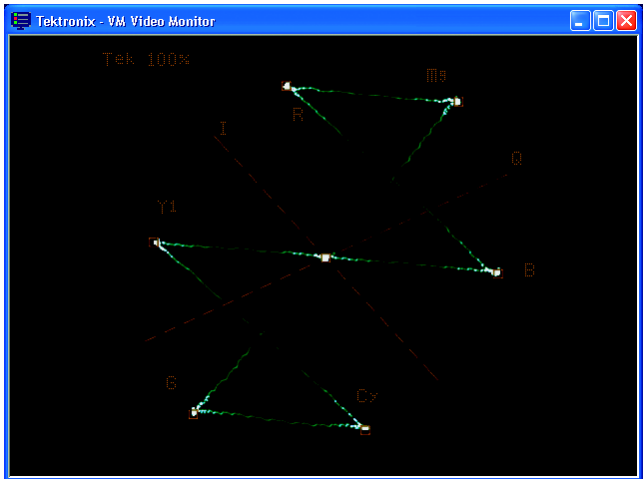 Tektronix - VM Video Monitor
Tek 100%
Mg
R
I
Q
Yl
B
G
Cy